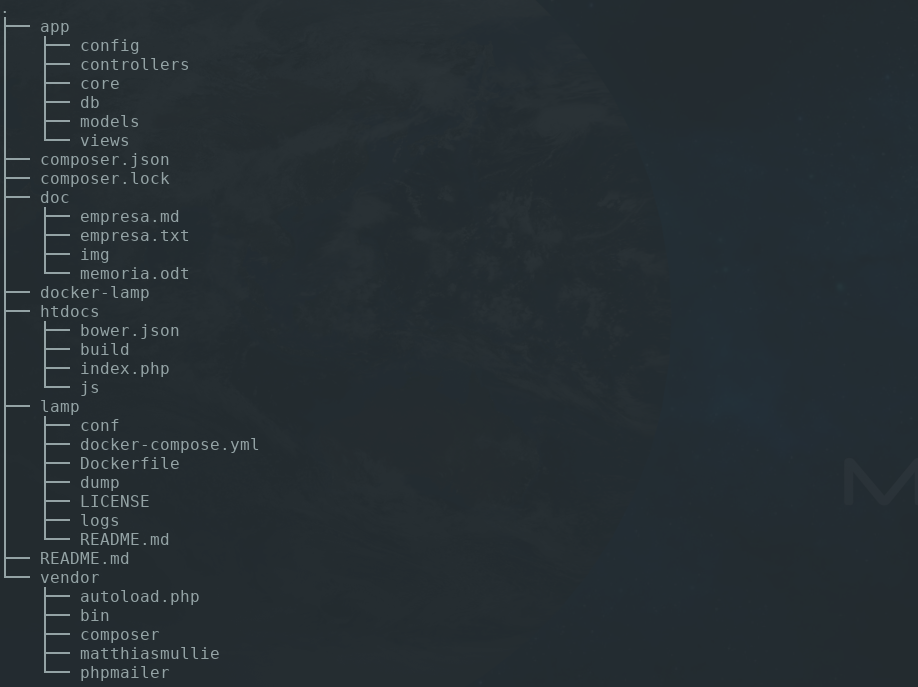 .
├── app
│   ├── config
│   ├── controllers
│   ├── core
│   ├── db
│   ├── models
│   └── views
├── composer.json
├── composer.lock
├── doc
│   ├── empresa.md
│   ├── empresa.txt
│   ├── img
│   └── memoria.odt
├── docker-lamp
├── htdocs
│   ├── bower.json
│   ├── build
│   ├── index.php
│   └── js
├── lamp
│   ├── conf
│   ├── docker-compose.yml
│   ├── Dockerfile
│   ├── dump
│   ├── LICENSE
│   ├── logs
│   └── README.md
├── README.md
└── vendor
    ├── autoload.php
    ├── bin
    ├── composer
    ├── matthiasmullie
    └── phpmailer
M